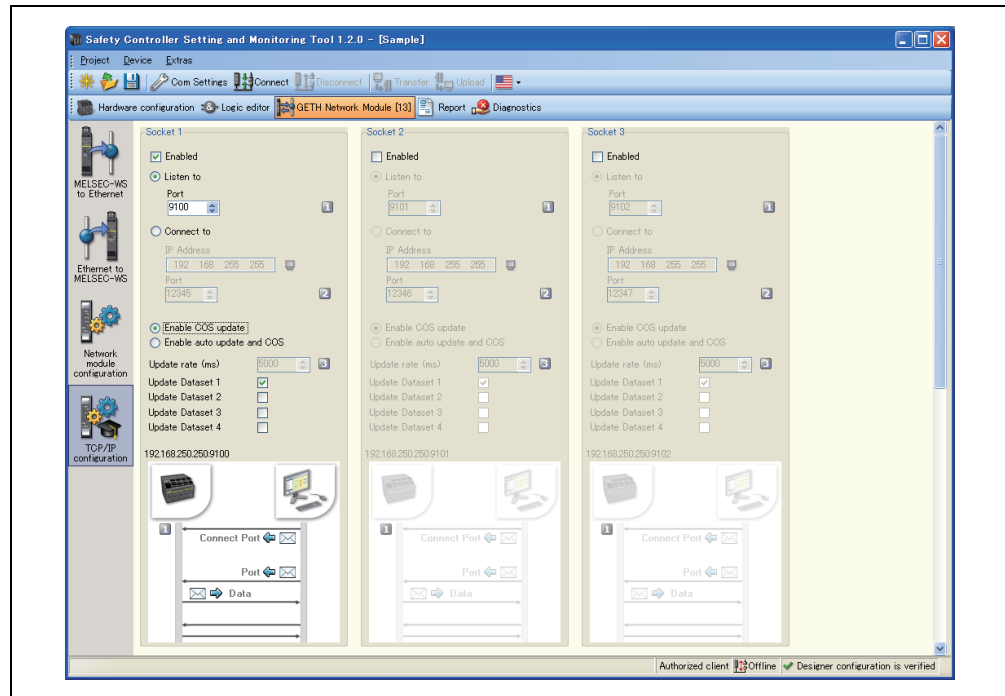 Safety Controller Setting and Monitoring Tool 1.2.0 - [Sample]
Project Device Extras
Com Settings Connect Disconnect Transfer Upload
Hardware configuration Logic editor GETH Network Module [13] Report Diagnostics
MELSEC-WS
to Ethernet
Ethernet to
MELSEC-WS
Network
module
configuration
TCP/IP
configuration
Socket 1
Enabled
Listen to
Port
9100 1
Connect to
IP Address
192 168 255 255
Port
12345 2
Enable COS update
Enable auto update and COS
Update rate (ms) 5000 3
Update Dataset 1
Update Dataset 2
Update Dataset 3
Update Dataset 4
192.168.250.250:9100
1
Connect Port
Port
Data
Socket 2
Enabled
Listen to
Port
9101 1
Connect to
IP Address
192 168 255 255
Port
12346 2
Enable COS update
Enable auto update and COS
Update rate (ms) 5000 3
Update Dataset 1
Update Dataset 2
Update Dataset 3
Update Dataset 4
192.168.250.250:9101
1
Connect Port
Port
Data
Socket 3
Enabled
Listen to
Port
9102 1
Connect to
IP Address
192 168 255 255
Port
12347 2
Enable COS update
Enable auto update and COS
Update rate (ms) 5000 3
Update Dataset 1
Update Dataset 2
Update Dataset 3
Update Dataset 4
192.168.250.250:9102
1
Connect Port
Port
Data
Authorized client Offline Designer configuration is verified